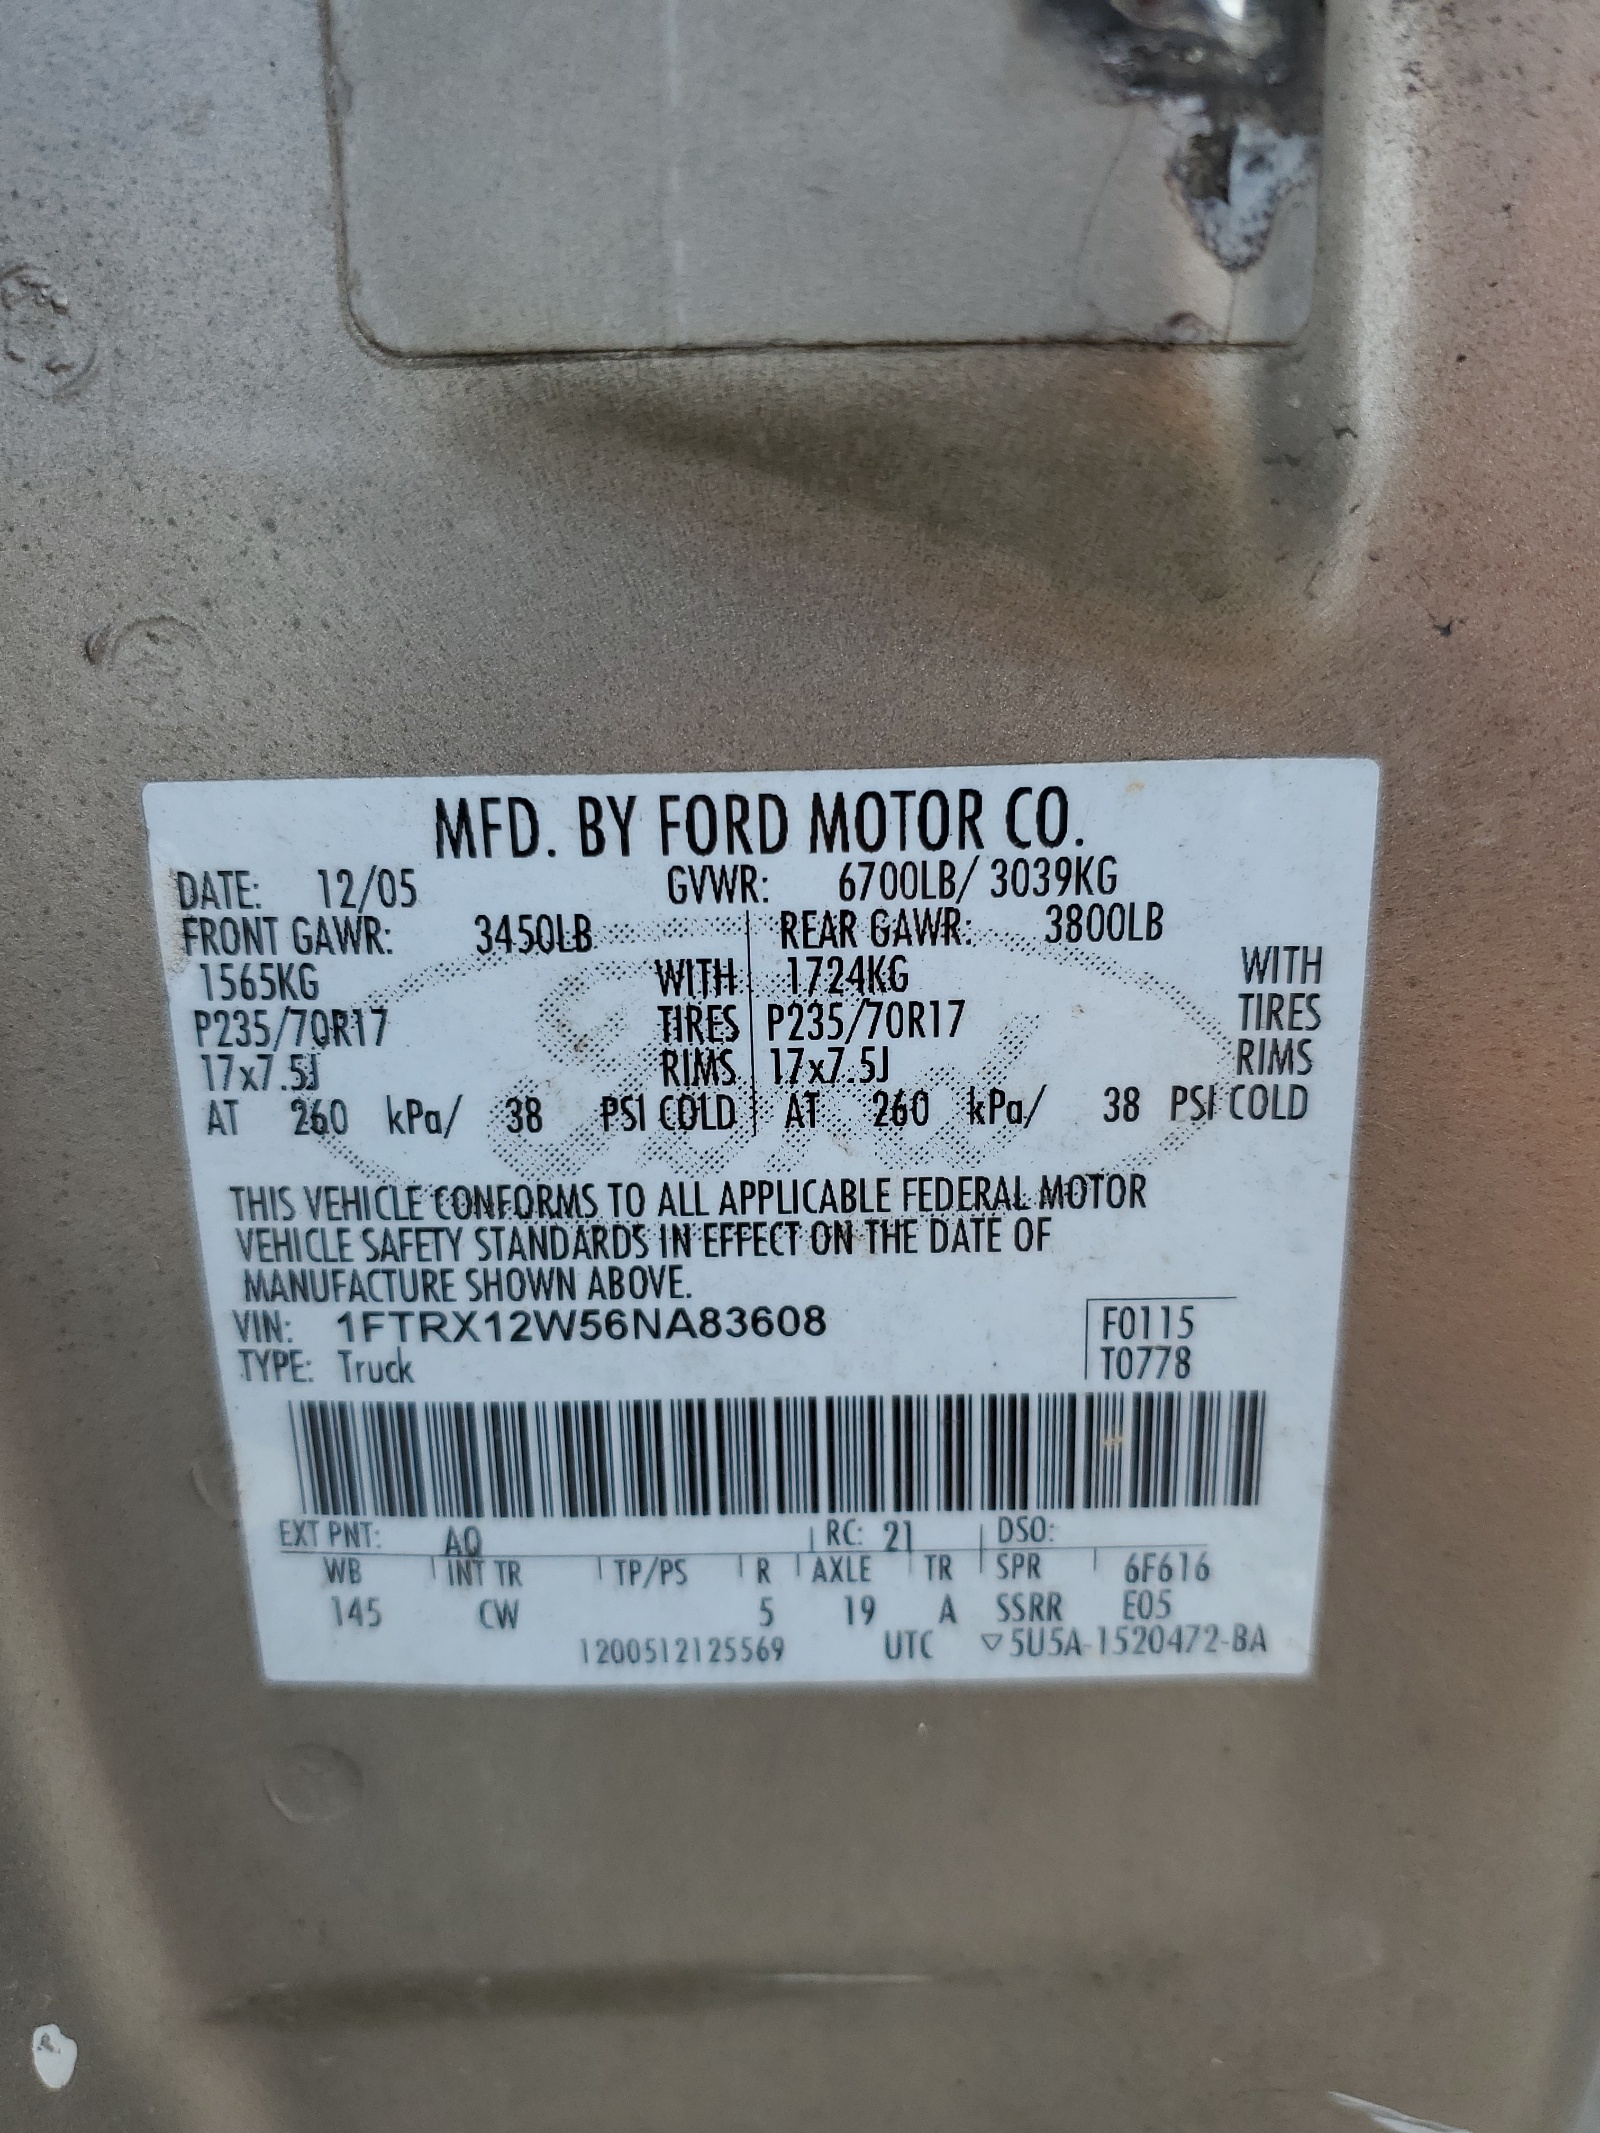 MFD. BY FORD MOTOR CO.
DATE: 12/05 GVWR: 6700LB/ 3039KG
FRONT GAWR: 3450LB REAR GAWR: 3800LB
1565KG WITH 1724KG WITH
P235/70R17 TIRES P235/70R17 TIRES
17x7.5J RIMS 17x7.5J RIMS
AT 260 kPa/ 38 PSI COLD AT 260 kPa/ 38 PSI COLD
THIS VEHICLE CONFORMS TO ALL APPLICABLE FEDERAL MOTOR
VEHICLE SAFETY STANDARDS IN EFFECT ON THE DATE OF
MANUFACTURE SHOWN ABOVE.
VIN: 1FTRX12W56NA83608 F0115
TYPE: Truck T0778
EXT PNT: AQ RC: 21 DSO:
WB INT TR TP/PS R AXLE TR SPR 6F616
145 CW 5 19 A SSRR E05
1200512125569 UTC ▽5U5A-1520472-BA